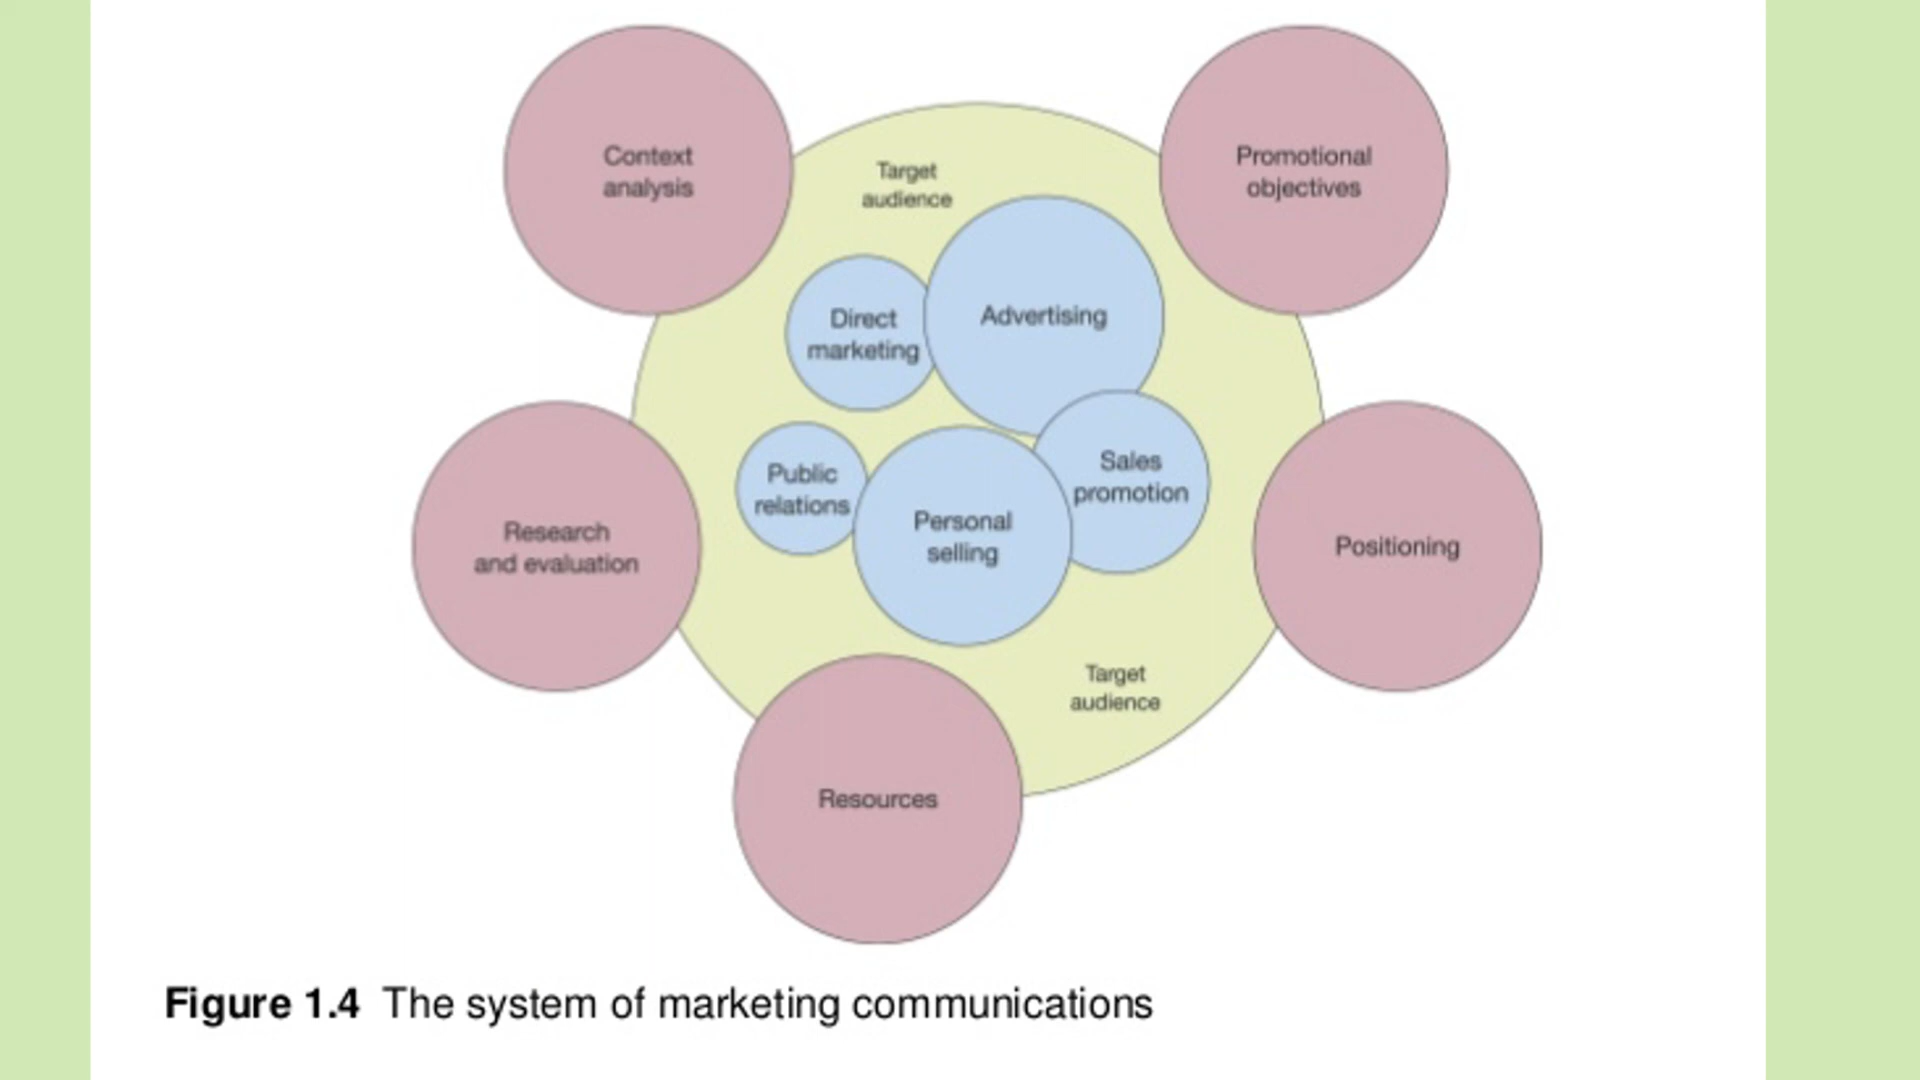 Context
analysis
Promotional
objectives
Target
audience
Direct
marketing
Advertising
Public
relations
Personal
selling
Sales
promotion
Research
and evaluation
Positioning
Target
audience
Resources
Figure 1.4 The system of marketing communications